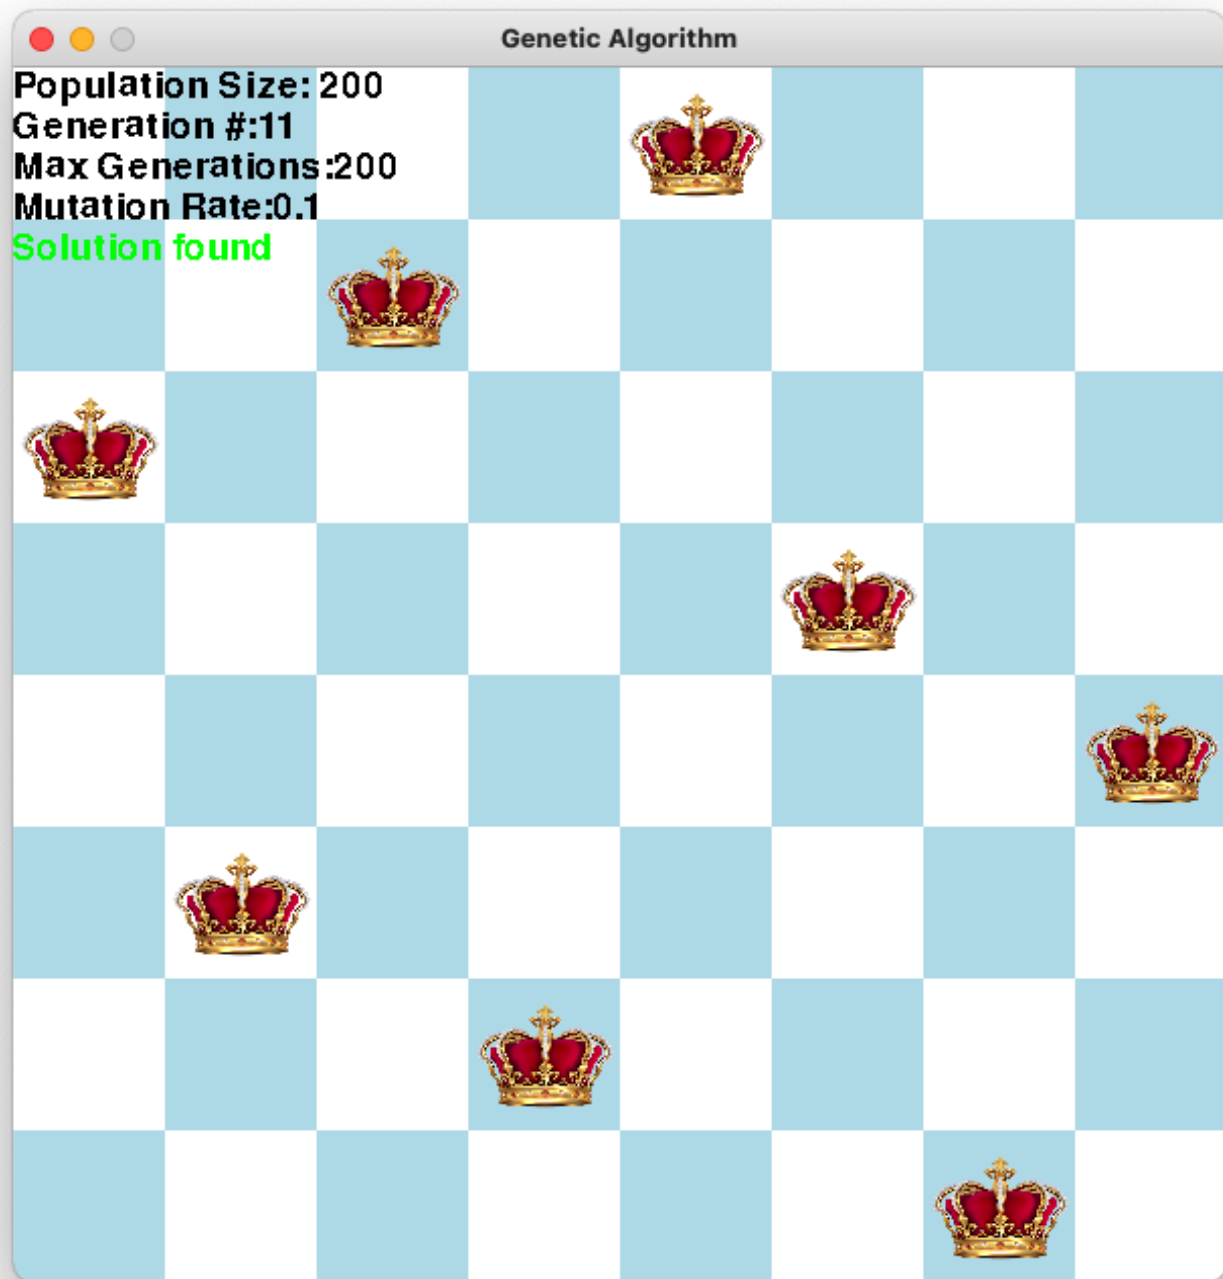 Genetic Algorithm
Population Size: 200
Generation #:11
Max Generations:200
Mutation Rate:0.1
Solution found